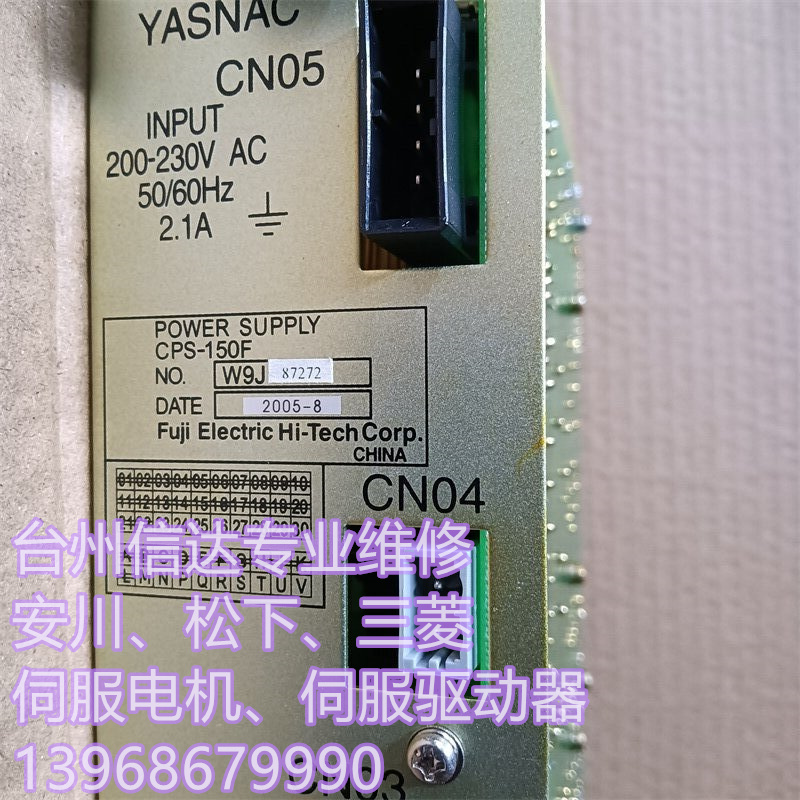 YASNAC
CN05
INPUT
200-230V AC
50/60Hz
2.1A
POWER SUPPLY
CPS-150F
NO. W9J 87272
DATE 2005-8
Fuji Electric Hi-Tech Corp.
CHINA
01 02 03 04 05 06 07 08 09 10
11 12 13 14 15 16 17 18 19 20
CN04
台州信达专业维修
L M N P Q R S T U V
安川、松下、三菱
伺服电机、伺服驱动器
13968679990
CN03